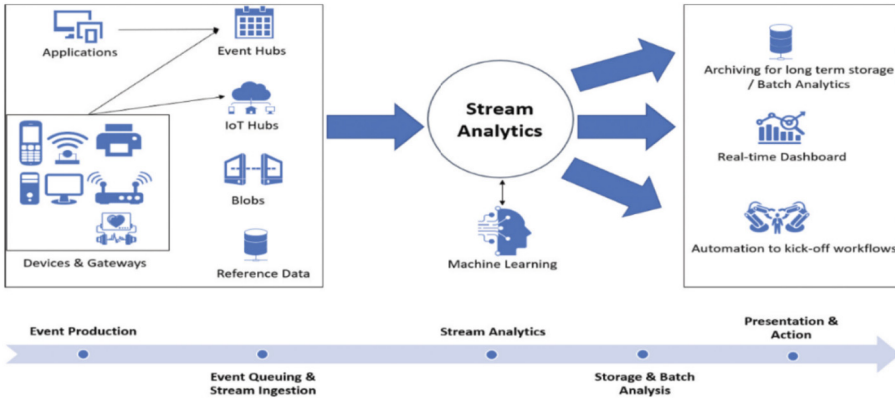 Applications
Event Hubs
IoT Hubs
Blobs
Devices & Gateways
Reference Data
Stream
Analytics
Machine Learning
Archiving for long term storage
/ Batch Analytics
Real-time Dashboard
Automation to kick-off workflows
Event Production
Event Queuing &
Stream Ingestion
Stream Analytics
Storage & Batch
Analysis
Presentation &
Action